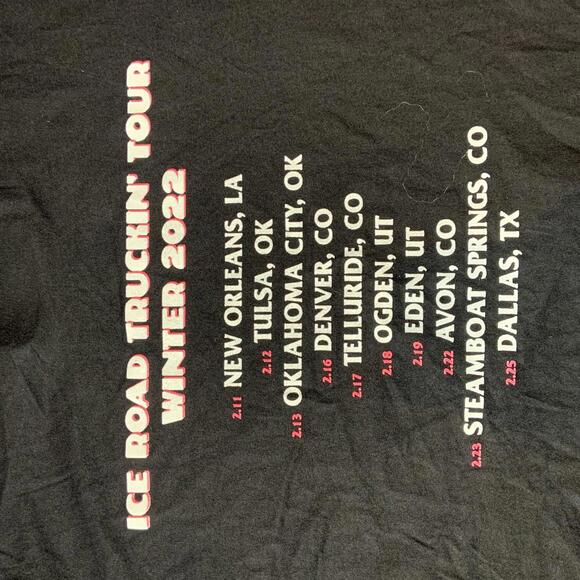 ICE ROAD TRUCKIN' TOUR
WINTER 2022
2.11 NEW ORLEANS, LA
2.12 TULSA, OK
2.13 OKLAHOMA CITY, OK
2.16 DENVER, CO
2.17 TELLURIDE, CO
2.18 OGDEN, UT
2.19 EDEN, UT
2.22 AVON, CO
2.23 STEAMBOAT SPRINGS, CO
2.25 DALLAS, TX